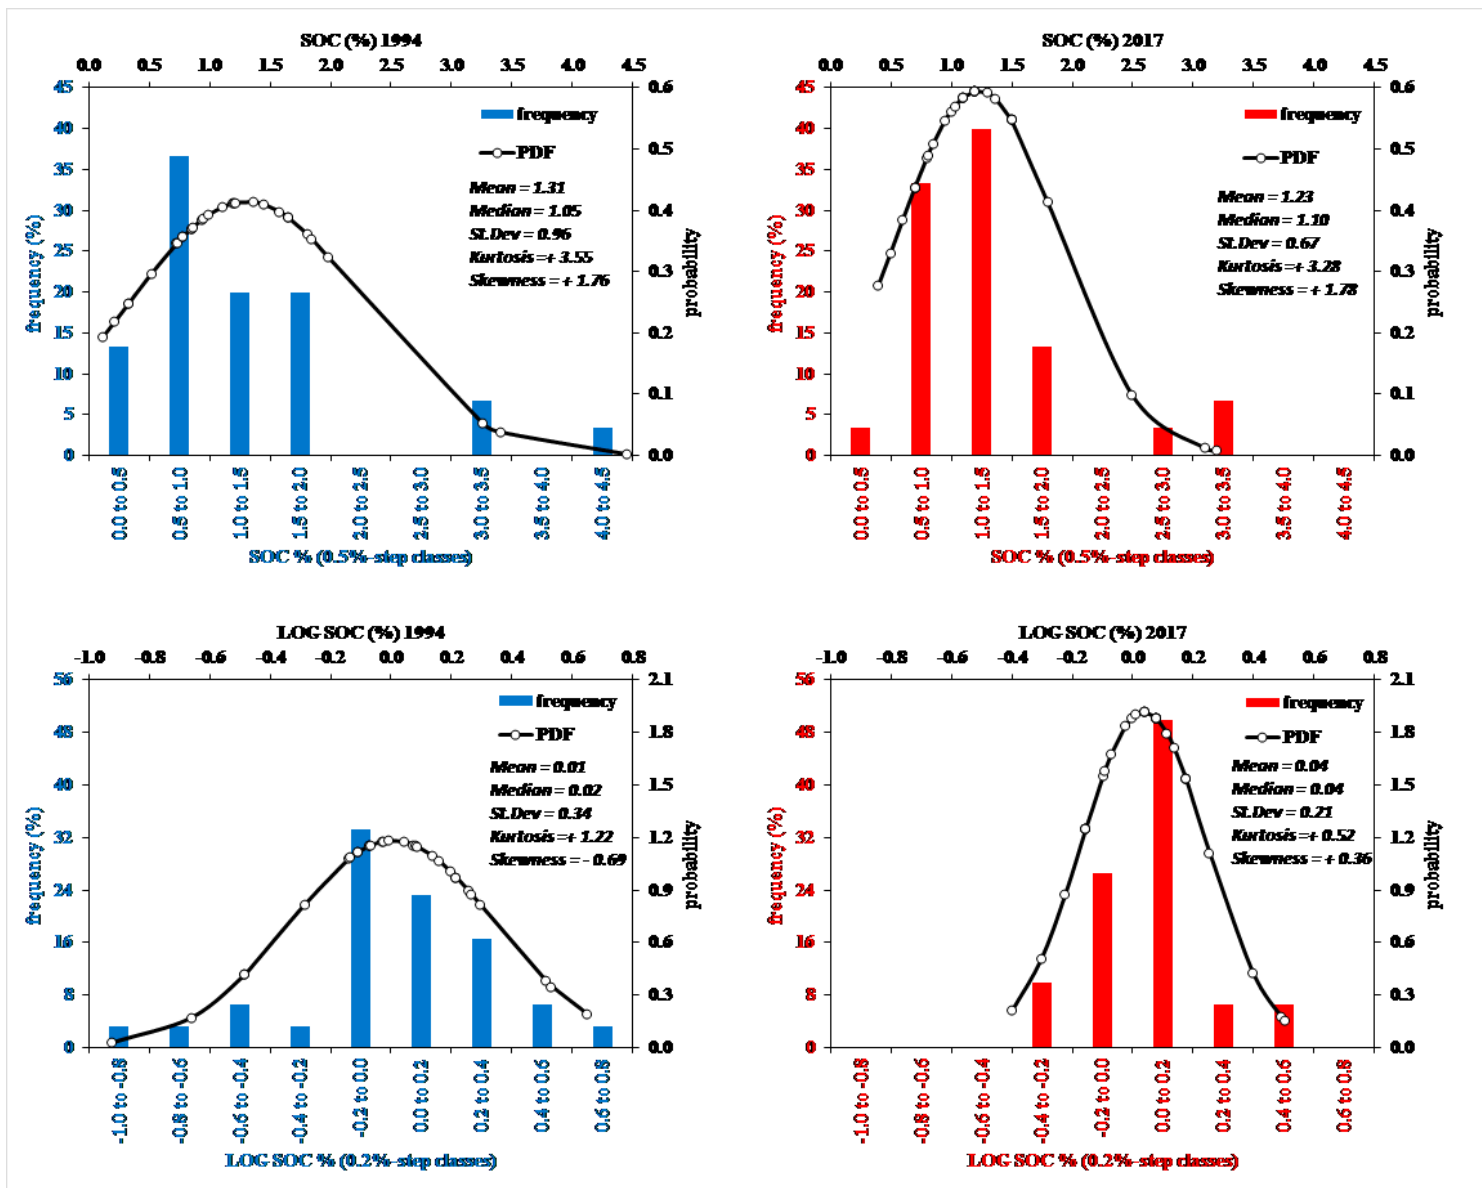 SOC (%) 1994
0.0 0.5 1.0 1.5 2.0 2.5 3.0 3.5 4.0 4.5
45 40 35 30 25 20 15 10 5 0
frequency (%)
frequency
PDF
Mean = 1.31
Median = 1.05
St.Dev = 0.96
Kurtosis =+ 3.55
Skewness = + 1.76
0.6 0.5 0.4 0.3 0.2 0.1 0.0
probability
0.0 to 0.5
0.5 to 1.0
1.0 to 1.5
1.5 to 2.0
2.0 to 2.5
2.5 to 3.0
3.0 to 3.5
3.5 to 4.0
4.0 to 4.5
SOC % (0.5%-step classes)
SOC (%) 2017
0.0 0.5 1.0 1.5 2.0 2.5 3.0 3.5 4.0 4.5
45 40 35 30 25 20 15 10 5 0
frequency (%)
frequency
PDF
Mean = 1.23
Median = 1.10
St.Dev = 0.67
Kurtosis =+ 3.28
Skewness = + 1.78
0.6 0.5 0.4 0.3 0.2 0.1 0.0
probability
0.0 to 0.5
0.5 to 1.0
1.0 to 1.5
1.5 to 2.0
2.0 to 2.5
2.5 to 3.0
3.0 to 3.5
3.5 to 4.0
4.0 to 4.5
SOC % (0.5%-step classes)
LOG SOC (%) 1994
-1.0 -0.8 -0.6 -0.4 -0.2 0.0 0.2 0.4 0.6 0.8
56 48 40 32 24 16 8 0
frequency (%)
frequency
PDF
Mean = 0.01
Median = 0.02
St.Dev = 0.34
Kurtosis =+ 1.22
Skewness = - 0.69
2.1 1.8 1.5 1.2 0.9 0.6 0.3 0.0
probability
-1.0 to -0.8
-0.8 to -0.6
-0.6 to -0.4
-0.4 to -0.2
-0.2 to 0.0
0.0 to 0.2
0.2 to 0.4
0.4 to 0.6
0.6 to 0.8
LOG SOC % (0.2%-step classes)
LOG SOC (%) 2017
-1.0 -0.8 -0.6 -0.4 -0.2 0.0 0.2 0.4 0.6 0.8
56 48 40 32 24 16 8 0
frequency (%)
frequency
PDF
Mean = 0.04
Median = 0.04
St.Dev = 0.21
Kurtosis =+ 0.52
Skewness = + 0.36
2.1 1.8 1.5 1.2 0.9 0.6 0.3 0.0
probability
-1.0 to -0.8
-0.8 to -0.6
-0.6 to -0.4
-0.4 to -0.2
-0.2 to 0.0
0.0 to 0.2
0.2 to 0.4
0.4 to 0.6
0.6 to 0.8
LOG SOC % (0.2%-step classes)